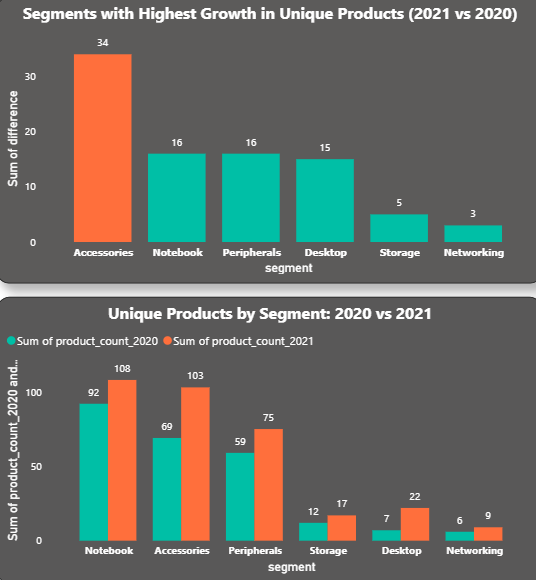 Segments with Highest Growth in Unique Products (2021 vs 2020)
Sum of difference
34
30
20
16
16
15
10
5
3
0
Accessories Notebook Peripherals Desktop Storage Networking
segment
Unique Products by Segment: 2020 vs 2021
Sum of product_count_2020 Sum of product_count_2021
Sum of product_count_2020 and...
108
103
100
92
75
69
59
50
12
17
7
22
6
9
0
Notebook Accessories Peripherals Storage Desktop Networking
segment